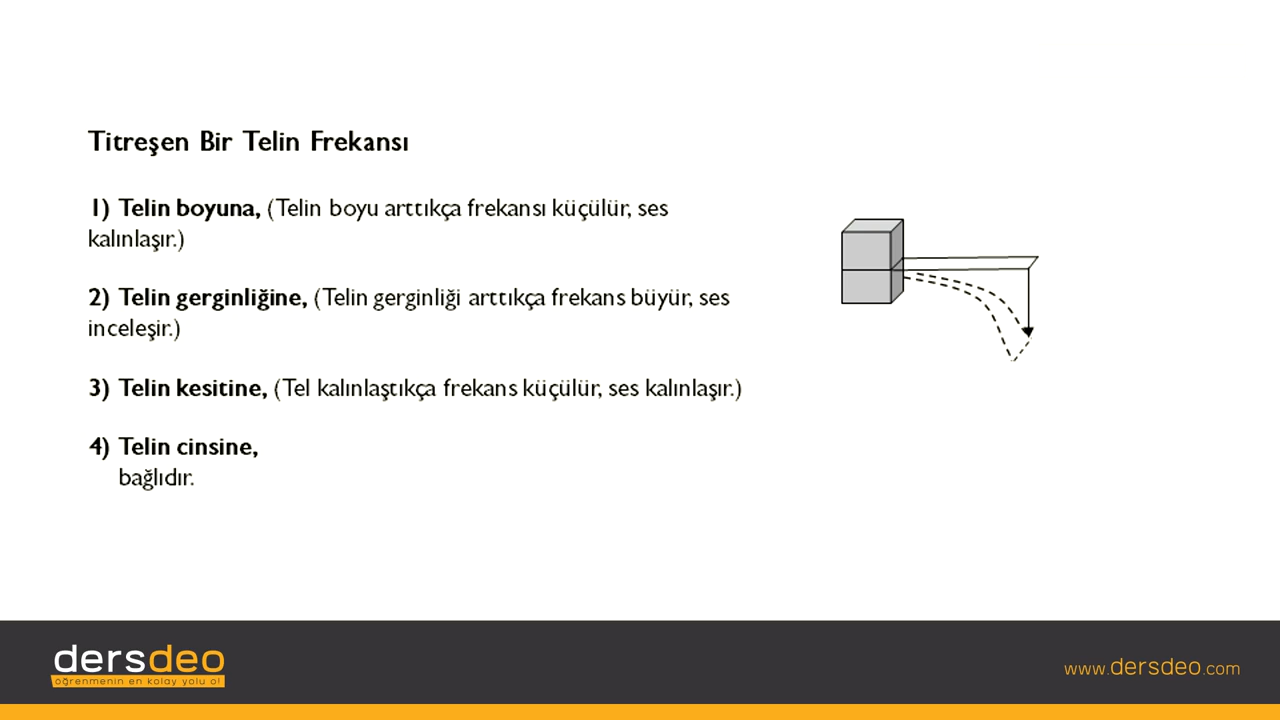 Titreşen Bir Telin Frekansı
1) Telin boyuna, (Telin boyu arttıkça frekansı küçülür, ses
kalınlaşır.)
2) Telin gerginliğine, (Telin gerginliği arttıkça frekans büyür, ses
inceleşir.)
3) Telin kesitine, (Tel kalınlaştıkça frekans küçülür, ses kalınlaşır.)
4) Telin cinsine,
bağlıdır.
dersdeo
öğrenmenin en kolay yolu o!
www.dersdeo.com